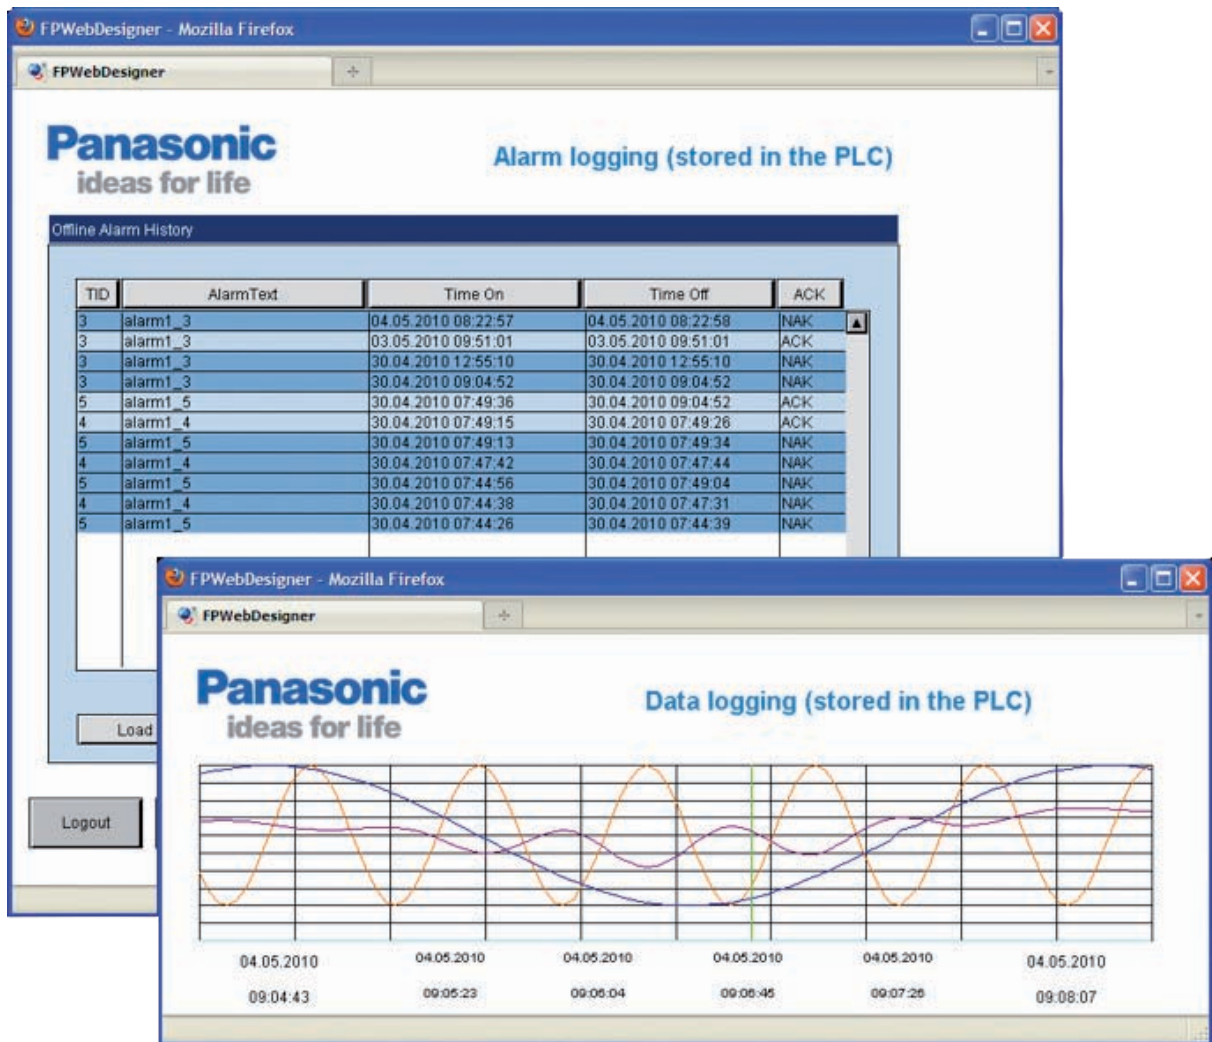 FPWebDesigner - Mozilla Firefox
FPWebDesigner
Panasonic
ideas for life
Alarm logging (stored in the PLC)
Offline Alarm History
TID AlarmText Time On Time Off ACK
3 alarm1_3 04.05.2010 08:22:57 04.05.2010 08:22:58 NAK
3 alarm1_3 03.05.2010 09:51:01 03.05.2010 09:51:01 ACK
3 alarm1_3 30.04.2010 12:55:10 30.04.2010 12:55:10 NAK
3 alarm1_3 30.04.2010 09:04:52 30.04.2010 09:04:52 NAK
5 alarm1_5 30.04.2010 07:49:36 30.04.2010 09:04:52 ACK
4 alarm1_4 30.04.2010 07:49:15 30.04.2010 07:49:26 ACK
5 alarm1_5 30.04.2010 07:49:13 30.04.2010 07:49:34 NAK
4 alarm1_4 30.04.2010 07:47:42 30.04.2010 07:47:44 NAK
5 alarm1_5 30.04.2010 07:44:56 30.04.2010 07:49:04 NAK
4 alarm1_4 30.04.2010 07:44:38 30.04.2010 07:47:31 NAK
5 alarm1_5 30.04.2010 07:44:26 30.04.2010 07:44:39 NAK
Load
Logout
FPWebDesigner - Mozilla Firefox
FPWebDesigner
Panasonic
ideas for life
Data logging (stored in the PLC)
04.05.2010 04.05.2010 04.05.2010 04.05.2010 04.05.2010 04.05.2010
09:04:43 09:05:23 09:06:04 09:06:45 09:07:26 09:08:07